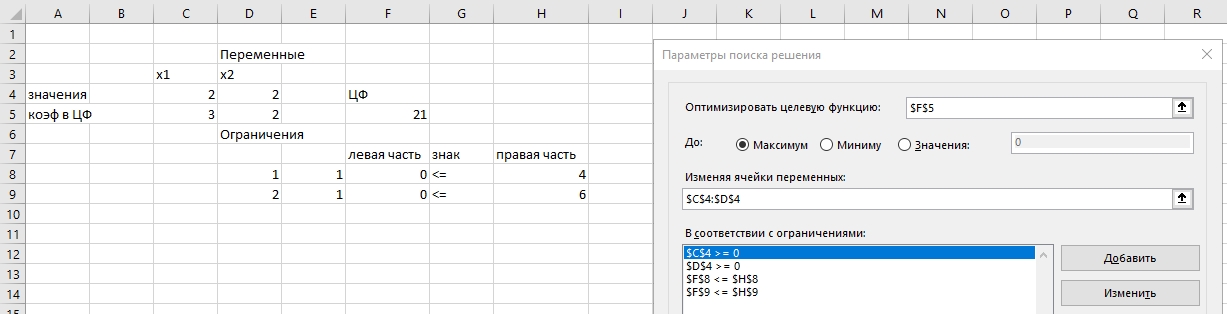 A B C D E F G H I J K L M N O P Q R
1
2 Переменные
3 x1 x2
4 значения 2 2 ЦФ
5 коэф в ЦФ 3 2 21
6 Ограничения
7 левая часть знак правая часть
8 1 1 0 <= 4
9 2 1 0 <= 6
10
11
12
13
14
15
Параметры поиска решения
Оптимизировать целевую функцию: $F$5
До: Максимум Миниму Значения: 0
Изменяя ячейки переменных:
$C$4:$D$4
В соответствии с ограничениями:
$C$4 >= 0
$D$4 >= 0
$F$8 <= $H$8
$F$9 <= $H$9
Добавить
Изменить